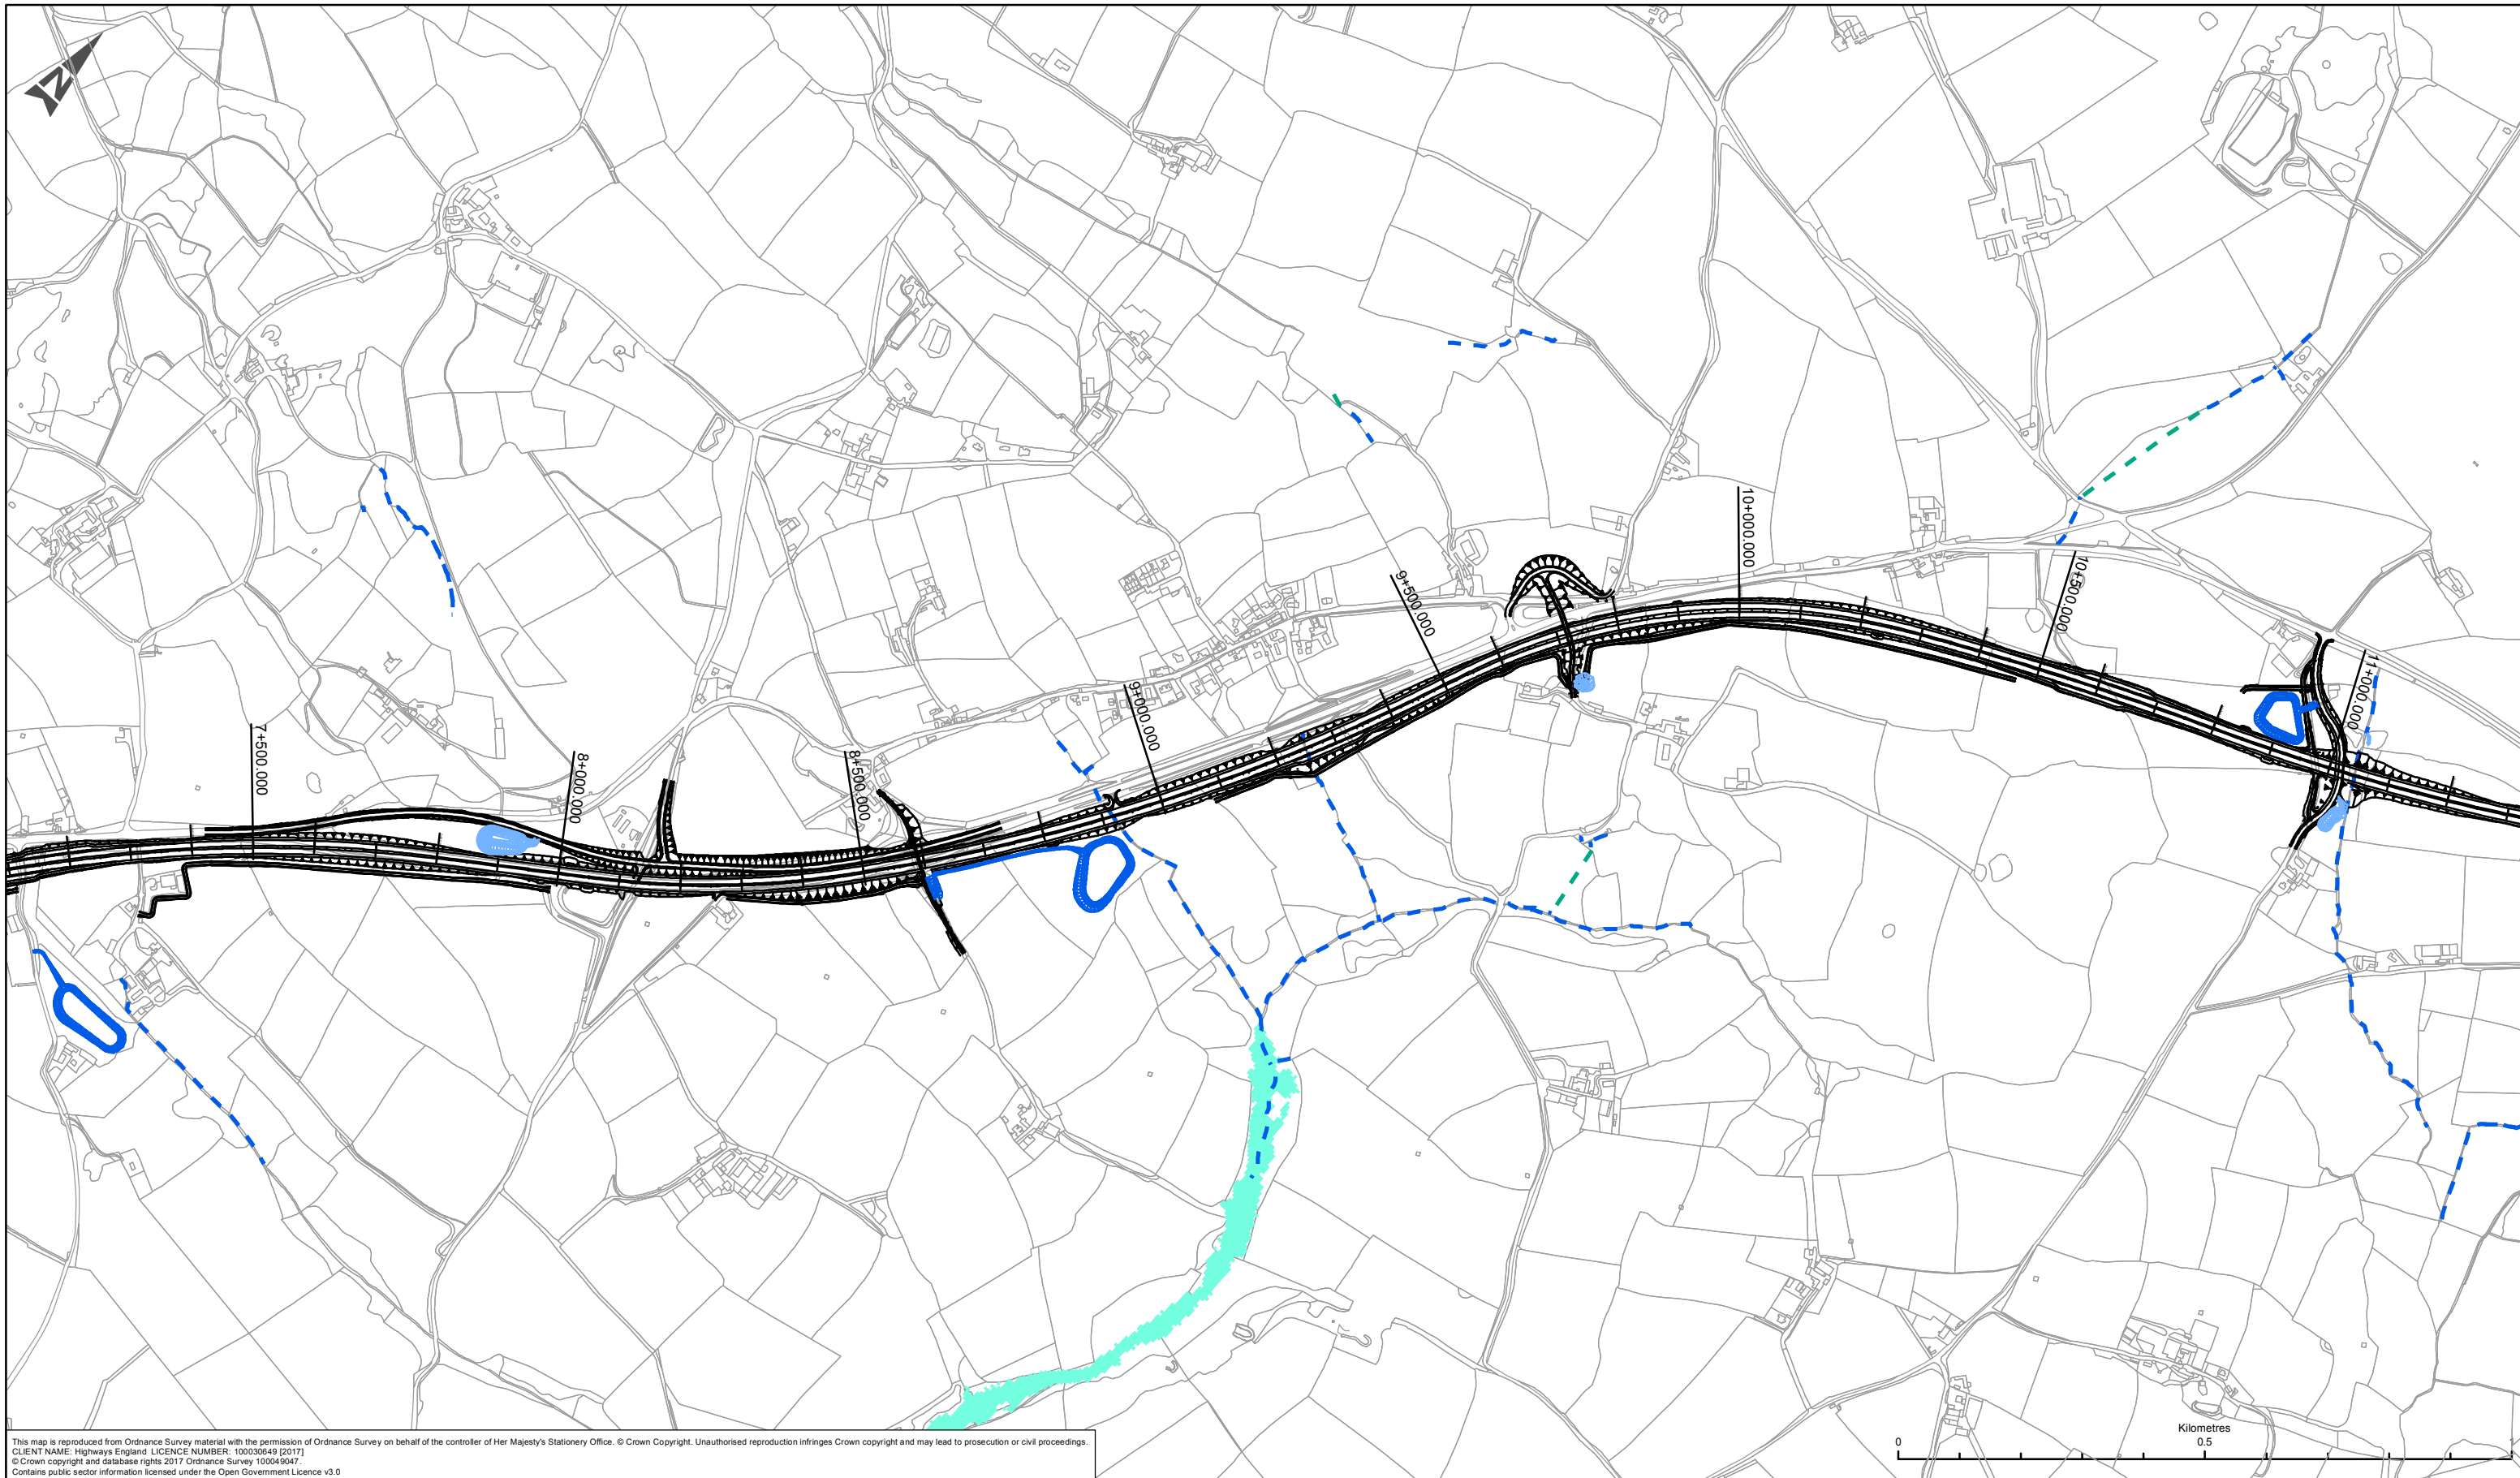 N
10+000.000
9+500.000
10+500.000
11+000.000
9+000.000
7+500.000
8+000.000
8+500.000
Kilometres
0 0.5 1
This map is reproduced from Ordnance Survey material with the permission of Ordnance Survey on behalf of the controller of Her Majesty's Stationery Office. © Crown Copyright. Unauthorised reproduction infringes Crown copyright and may lead to prosecution or civil proceedings.
CLIENT NAME: Highways England LICENCE NUMBER: 100030649 [2017]
© Crown copyright and database rights 2017 Ordnance Survey 100049047.
Contains public sector information licensed under the Open Government Licence v3.0